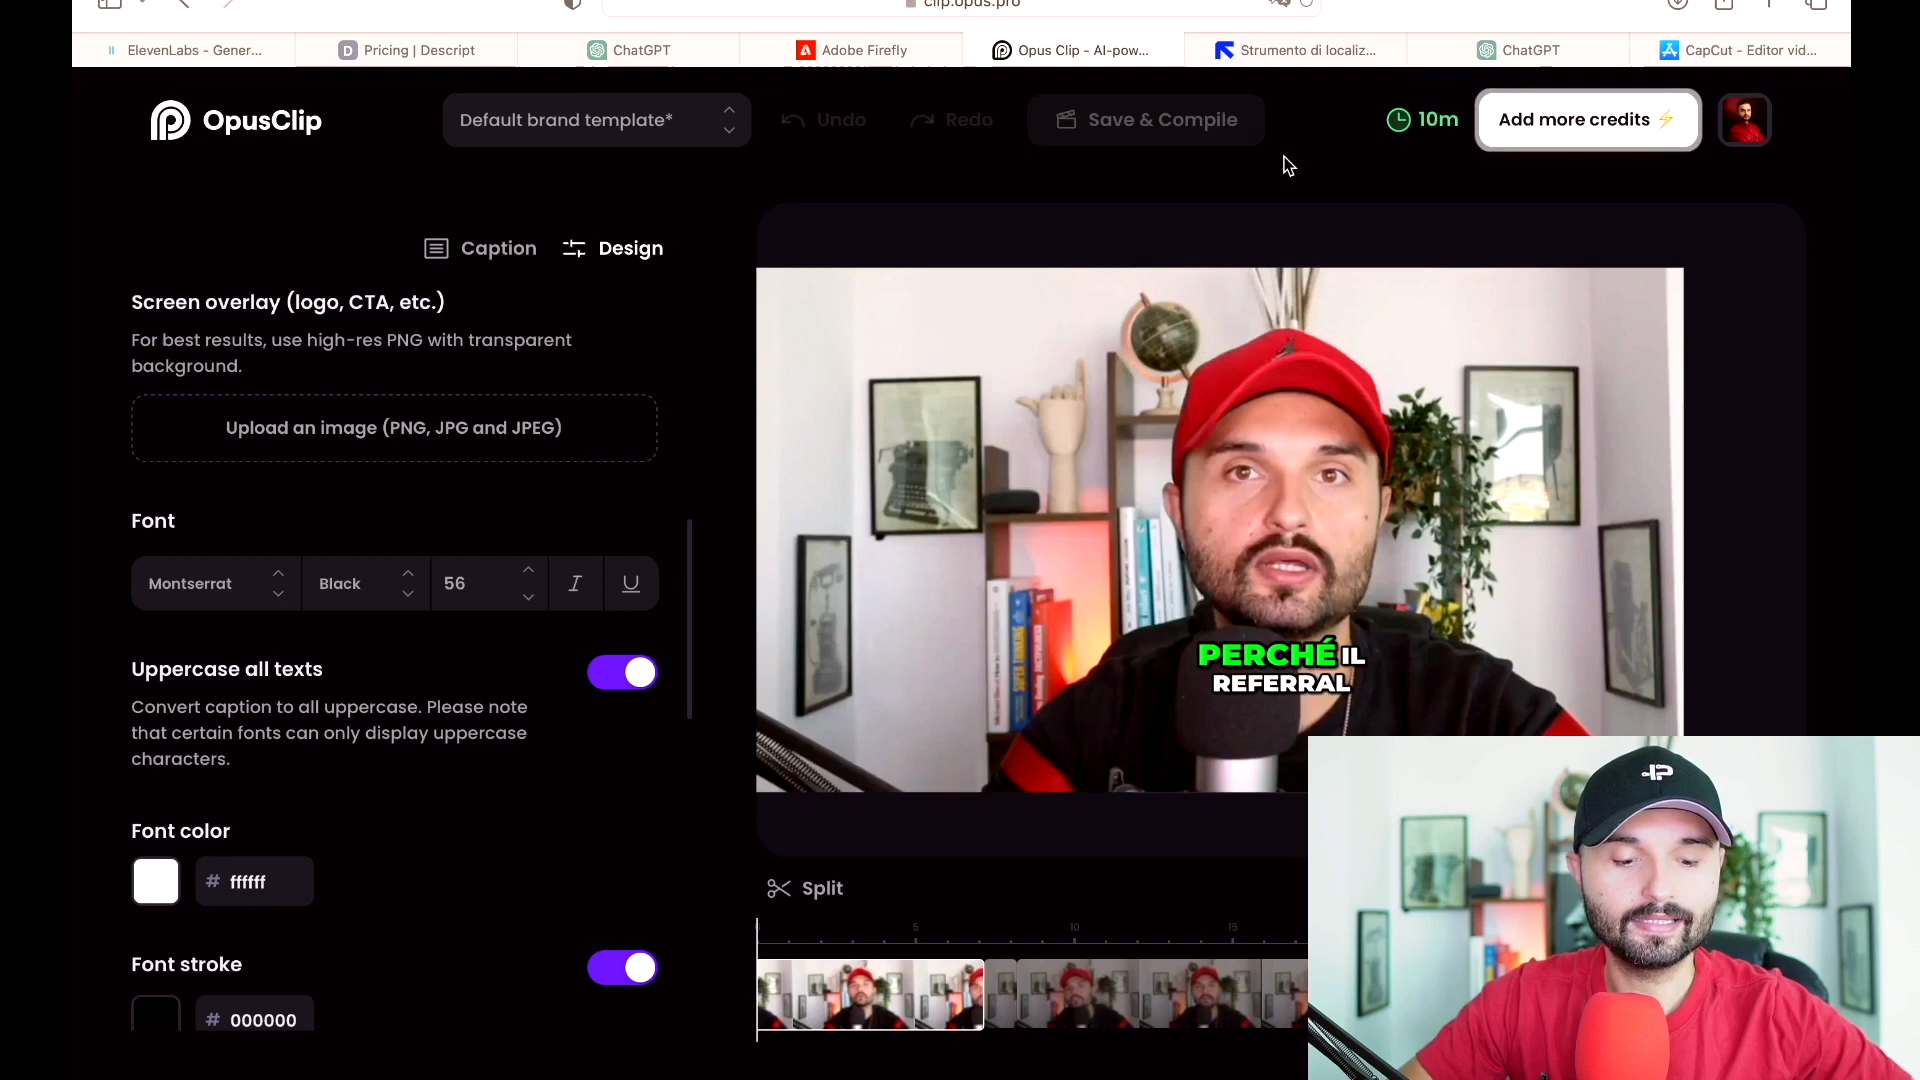 clip.opus.pro
ElevenLabs - Gener...
Pricing | Descript
ChatGPT
Adobe Firefly
Opus Clip - AI-pow...
Strumento di localiz...
ChatGPT
CapCut - Editor vid...
OpusClip
Default brand template*
Undo
Redo
Save & Compile
10m
Add more credits
Caption
Design
Screen overlay (logo, CTA, etc.)
For best results, use high-res PNG with transparent
background.
Upload an image (PNG, JPG and JPEG)
Font
Montserrat
Black
56
Uppercase all texts
Convert caption to all uppercase. Please note
that certain fonts can only display uppercase
characters.
Font color
# ffffff
Font stroke
# 000000
PERCHÉ IL
REFERRAL
Split
0
5
10
15